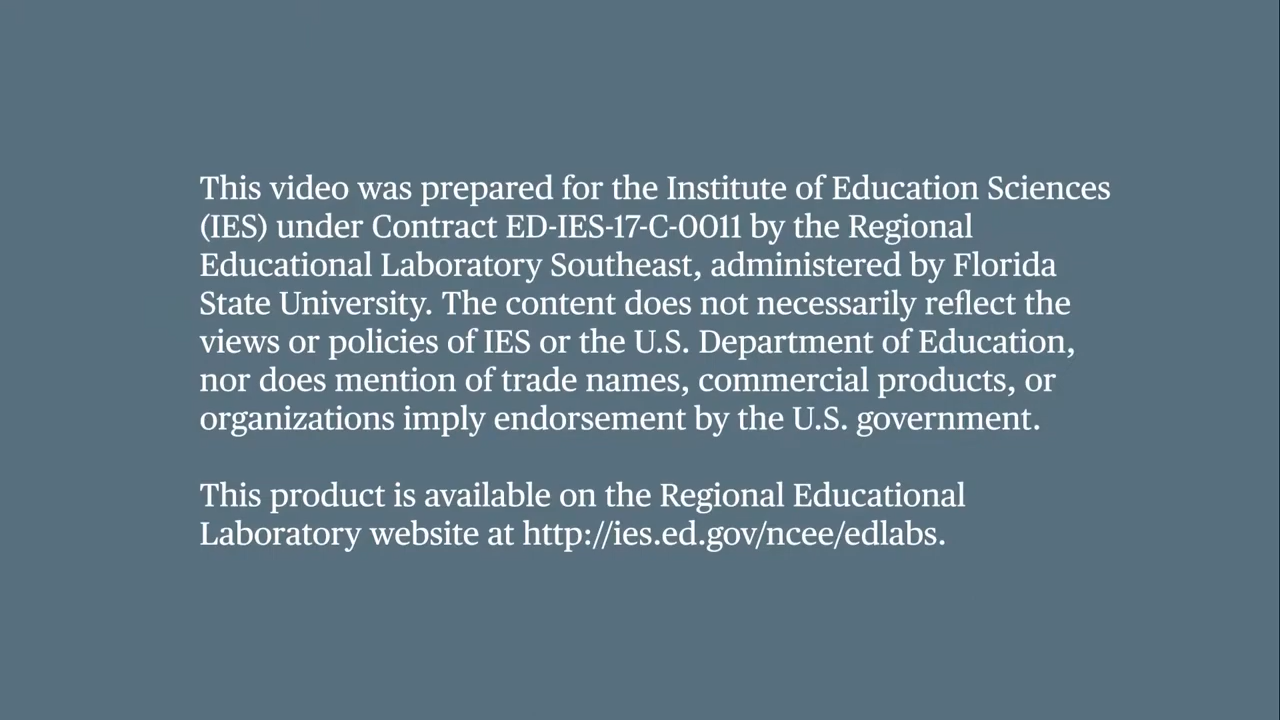 This video was prepared for the Institute of Education Sciences
(IES) under Contract ED-IES-17-C-0011 by the Regional
Educational Laboratory Southeast, administered by Florida
State University. The content does not necessarily reflect the
views or policies of IES or the U.S. Department of Education,
nor does mention of trade names, commercial products, or
organizations imply endorsement by the U.S. government.
This product is available on the Regional Educational
Laboratory website at http://ies.ed.gov/ncee/edlabs.